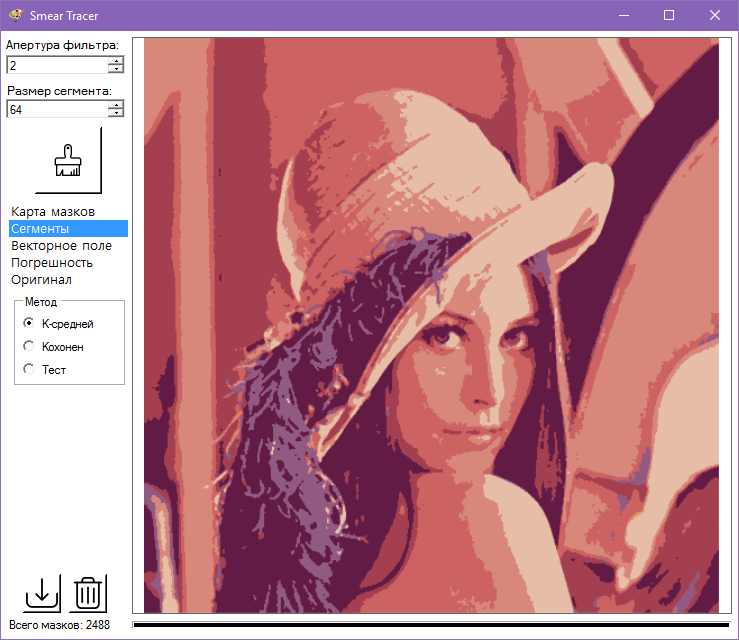 Smear Tracer
Апертура фильтра:
2
Размер сегмента:
64
Карта мазков
Сегменты
Векторное поле
Погрешность
Оригинал
Метод
К-средней
Кохонен
Тест
Всего мазков: 2488